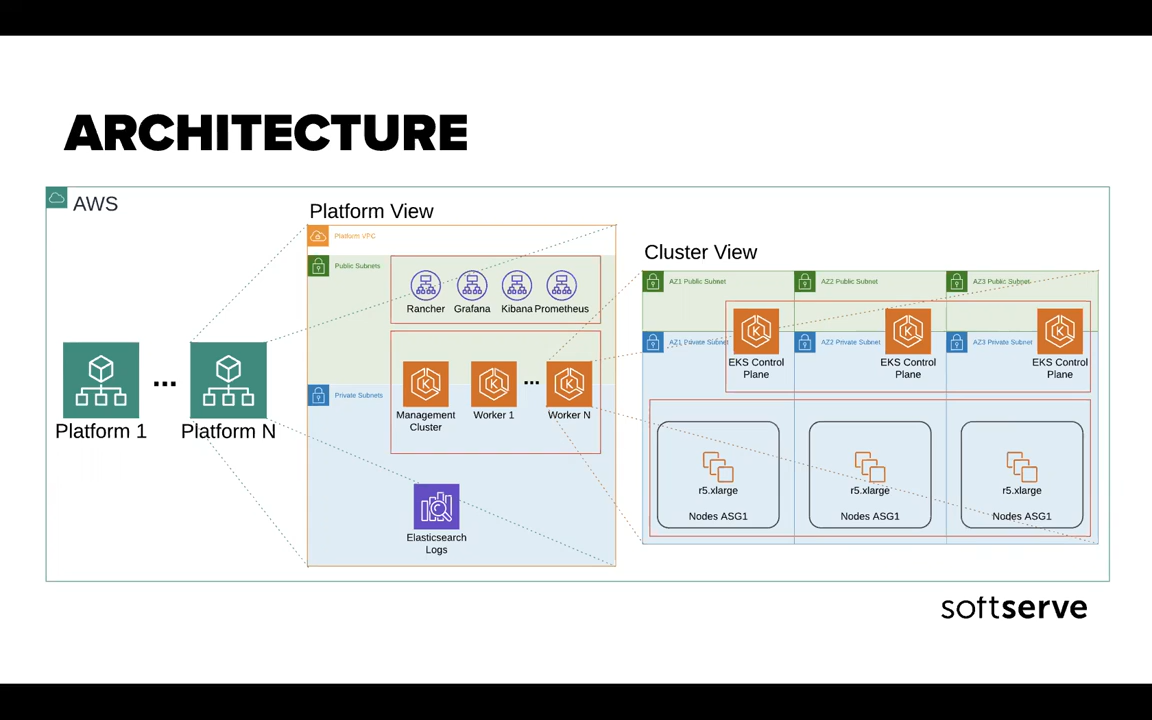 ARCHITECTURE
AWS
Platform 1
...
Platform N
Platform View
Platform VPC
Public Subnets
Rancher
Grafana
Kibana
Prometheus
Private Subnets
Management
Cluster
Worker 1
...
Worker N
Elasticsearch
Logs
Cluster View
AZ1 Public Subnet
AZ2 Public Subnet
AZ3 Public Subnet
AZ1 Private Subnet
AZ2 Private Subnet
AZ3 Private Subnet
EKS Control
Plane
EKS Control
Plane
EKS Control
Plane
r5.xlarge
Nodes ASG1
r5.xlarge
Nodes ASG1
r5.xlarge
Nodes ASG1
softserve